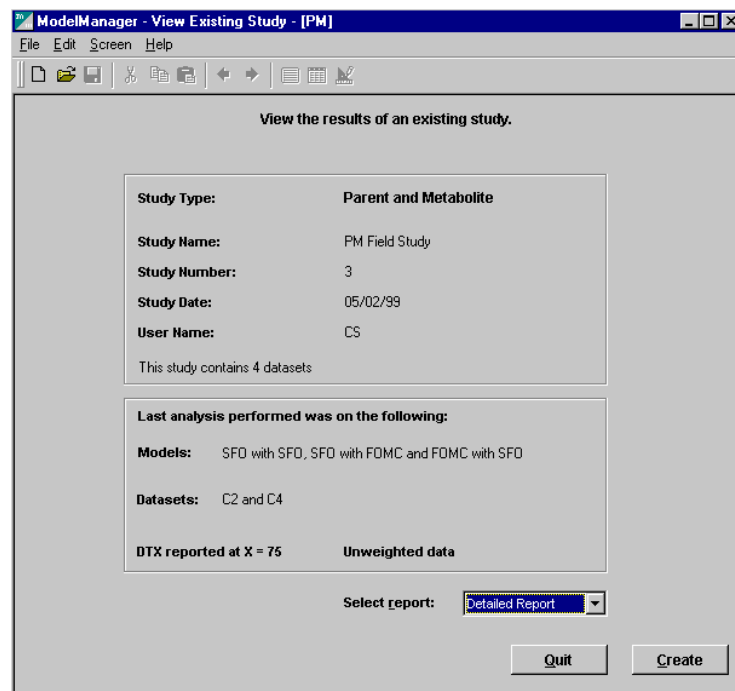 ModelManager - View Existing Study - [PM]
File Edit Screen Help
View the results of an existing study.
Study Type: Parent and Metabolite
Study Name: PM Field Study
Study Number: 3
Study Date: 05/02/99
User Name: CS
This study contains 4 datasets
Last analysis performed was on the following:
Models: SFO with SFO, SFO with FOMC and FOMC with SFO
Datasets: C2 and C4
DTX reported at X = 75 Unweighted data
Select report: Detailed Report
Quit Create